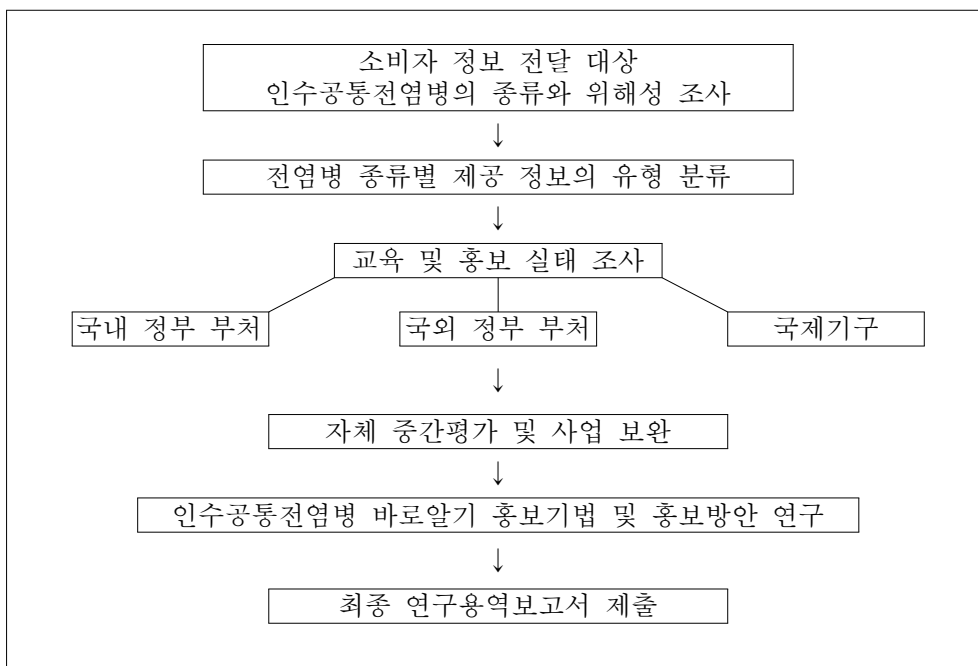 소비자 정보 전달 대상
인수공통전염병의 종류와 위해성 조사
↓
전염병 종류별 제공 정보의 유형 분류
↓
교육 및 홍보 실태 조사
국내 정부 부처 국외 정부 부처 국제기구
↓
자체 중간평가 및 사업 보완
↓
인수공통전염병 바로알기 홍보기법 및 홍보방안 연구
↓
최종 연구용역보고서 제출